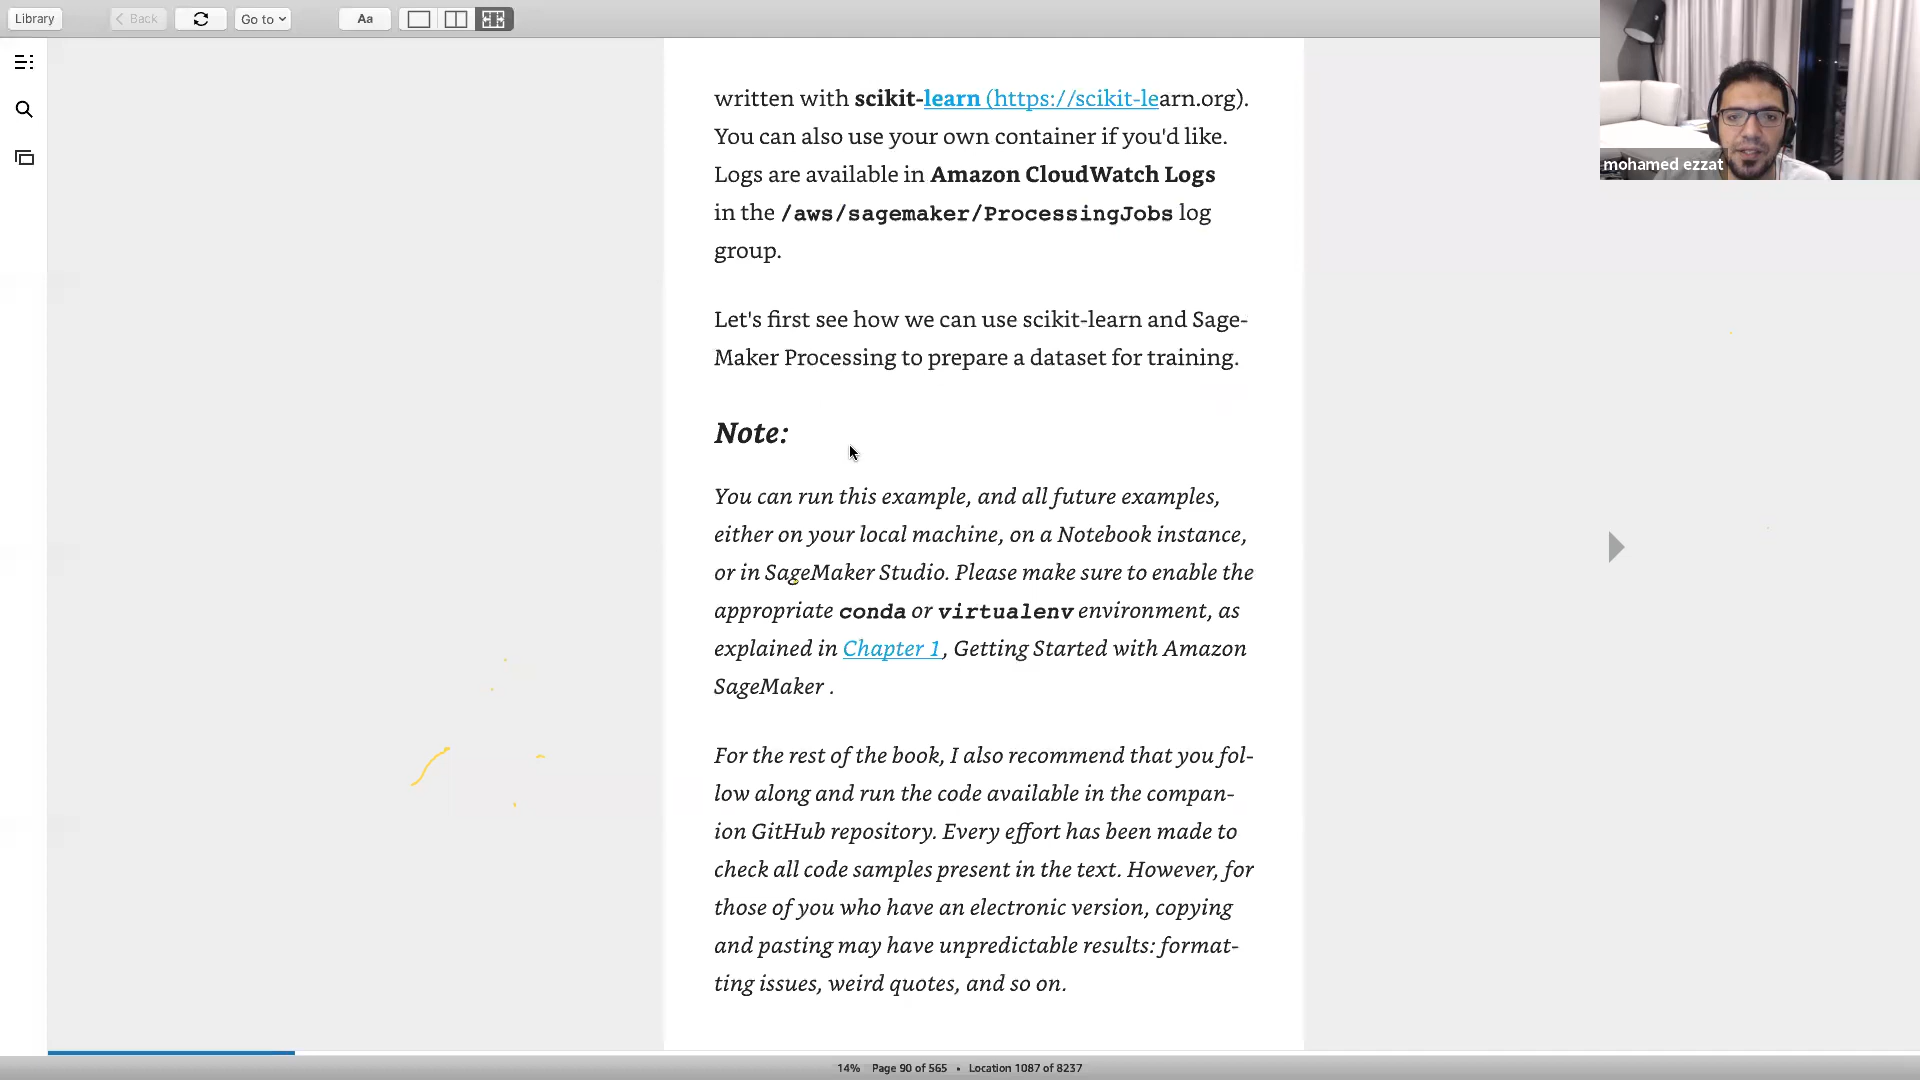 Library
Back
Go to
Aa
mohamed ezzat
written with scikit-learn (https://scikit-learn.org).
You can also use your own container if you'd like.
Logs are available in Amazon CloudWatch Logs
in the /aws/sagemaker/ProcessingJobs log
group.
Let's first see how we can use scikit-learn and Sage-
Maker Processing to prepare a dataset for training.
Note:
You can run this example, and all future examples,
either on your local machine, on a Notebook instance,
or in SageMaker Studio. Please make sure to enable the
appropriate conda or virtualenv environment, as
explained in Chapter 1, Getting Started with Amazon
SageMaker .
For the rest of the book, I also recommend that you fol-
low along and run the code available in the compan-
ion GitHub repository. Every effort has been made to
check all code samples present in the text. However, for
those of you who have an electronic version, copying
and pasting may have unpredictable results: format-
ting issues, weird quotes, and so on.
14% Page 90 of 565 • Location 1087 of 8237